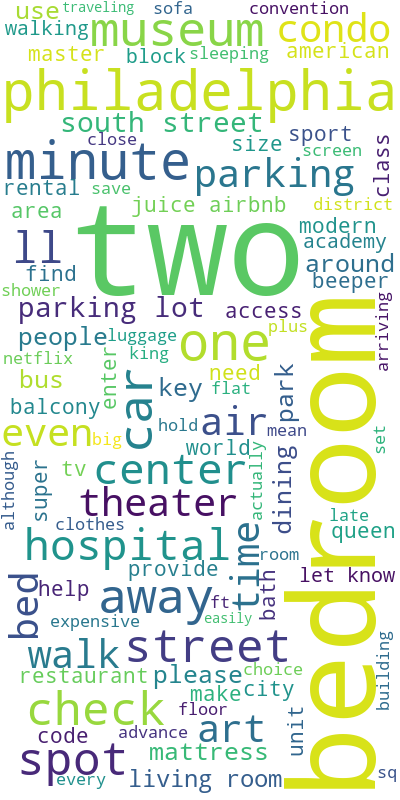 use traveling sofa convention
walking museum condo
master block sleeping american
philadelphia
south street sport
close size screen class
minute parking
rental save
area juice airbnb district
two modern
ll academy
find around
shower beeper
parking lot access arriving
people luggage one plus
netflix king
bus enter key need flat park
balcony car hold air mean set
even big world dining
tv center actually
although super theater
clothes late
hospital time room queen
bed provide
help away ft bath let know
expensive easily
walk street building
restaurant please choice
check make city
floor unit
code advance art
spot mattress
every living room sq
bedroom